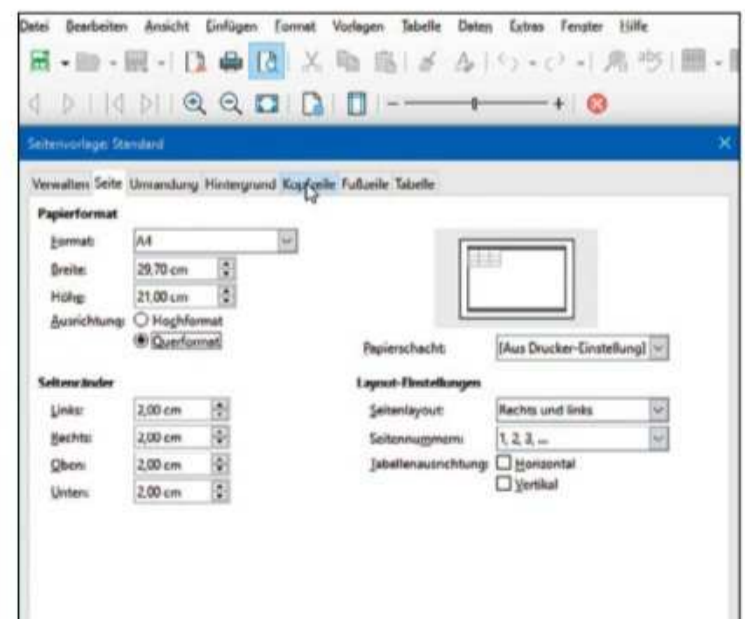 Datei Bearbeiten Ansicht Einfügen Format Vorlagen Tabelle Daten Extras Fenster Hilfe
Seitenvorlage: Standard
Verwalten Seite Umrandung Hintergrund Kopfzeile Fußzeile Tabelle
Papierformat
Format: A4
Breite: 29,70 cm
Höhe: 21,00 cm
Ausrichtung: Hochformat
Querformat
Papierschacht: [Aus Drucker-Einstellung]
Seitenränder
Links: 2,00 cm
Rechts: 2,00 cm
Oben: 2,00 cm
Unten: 2,00 cm
Layout-Einstellungen
Seitenlayout: Rechts und links
Seitennummern: 1, 2, 3, ...
Tabellenausrichtung: Horizontal
Vertikal